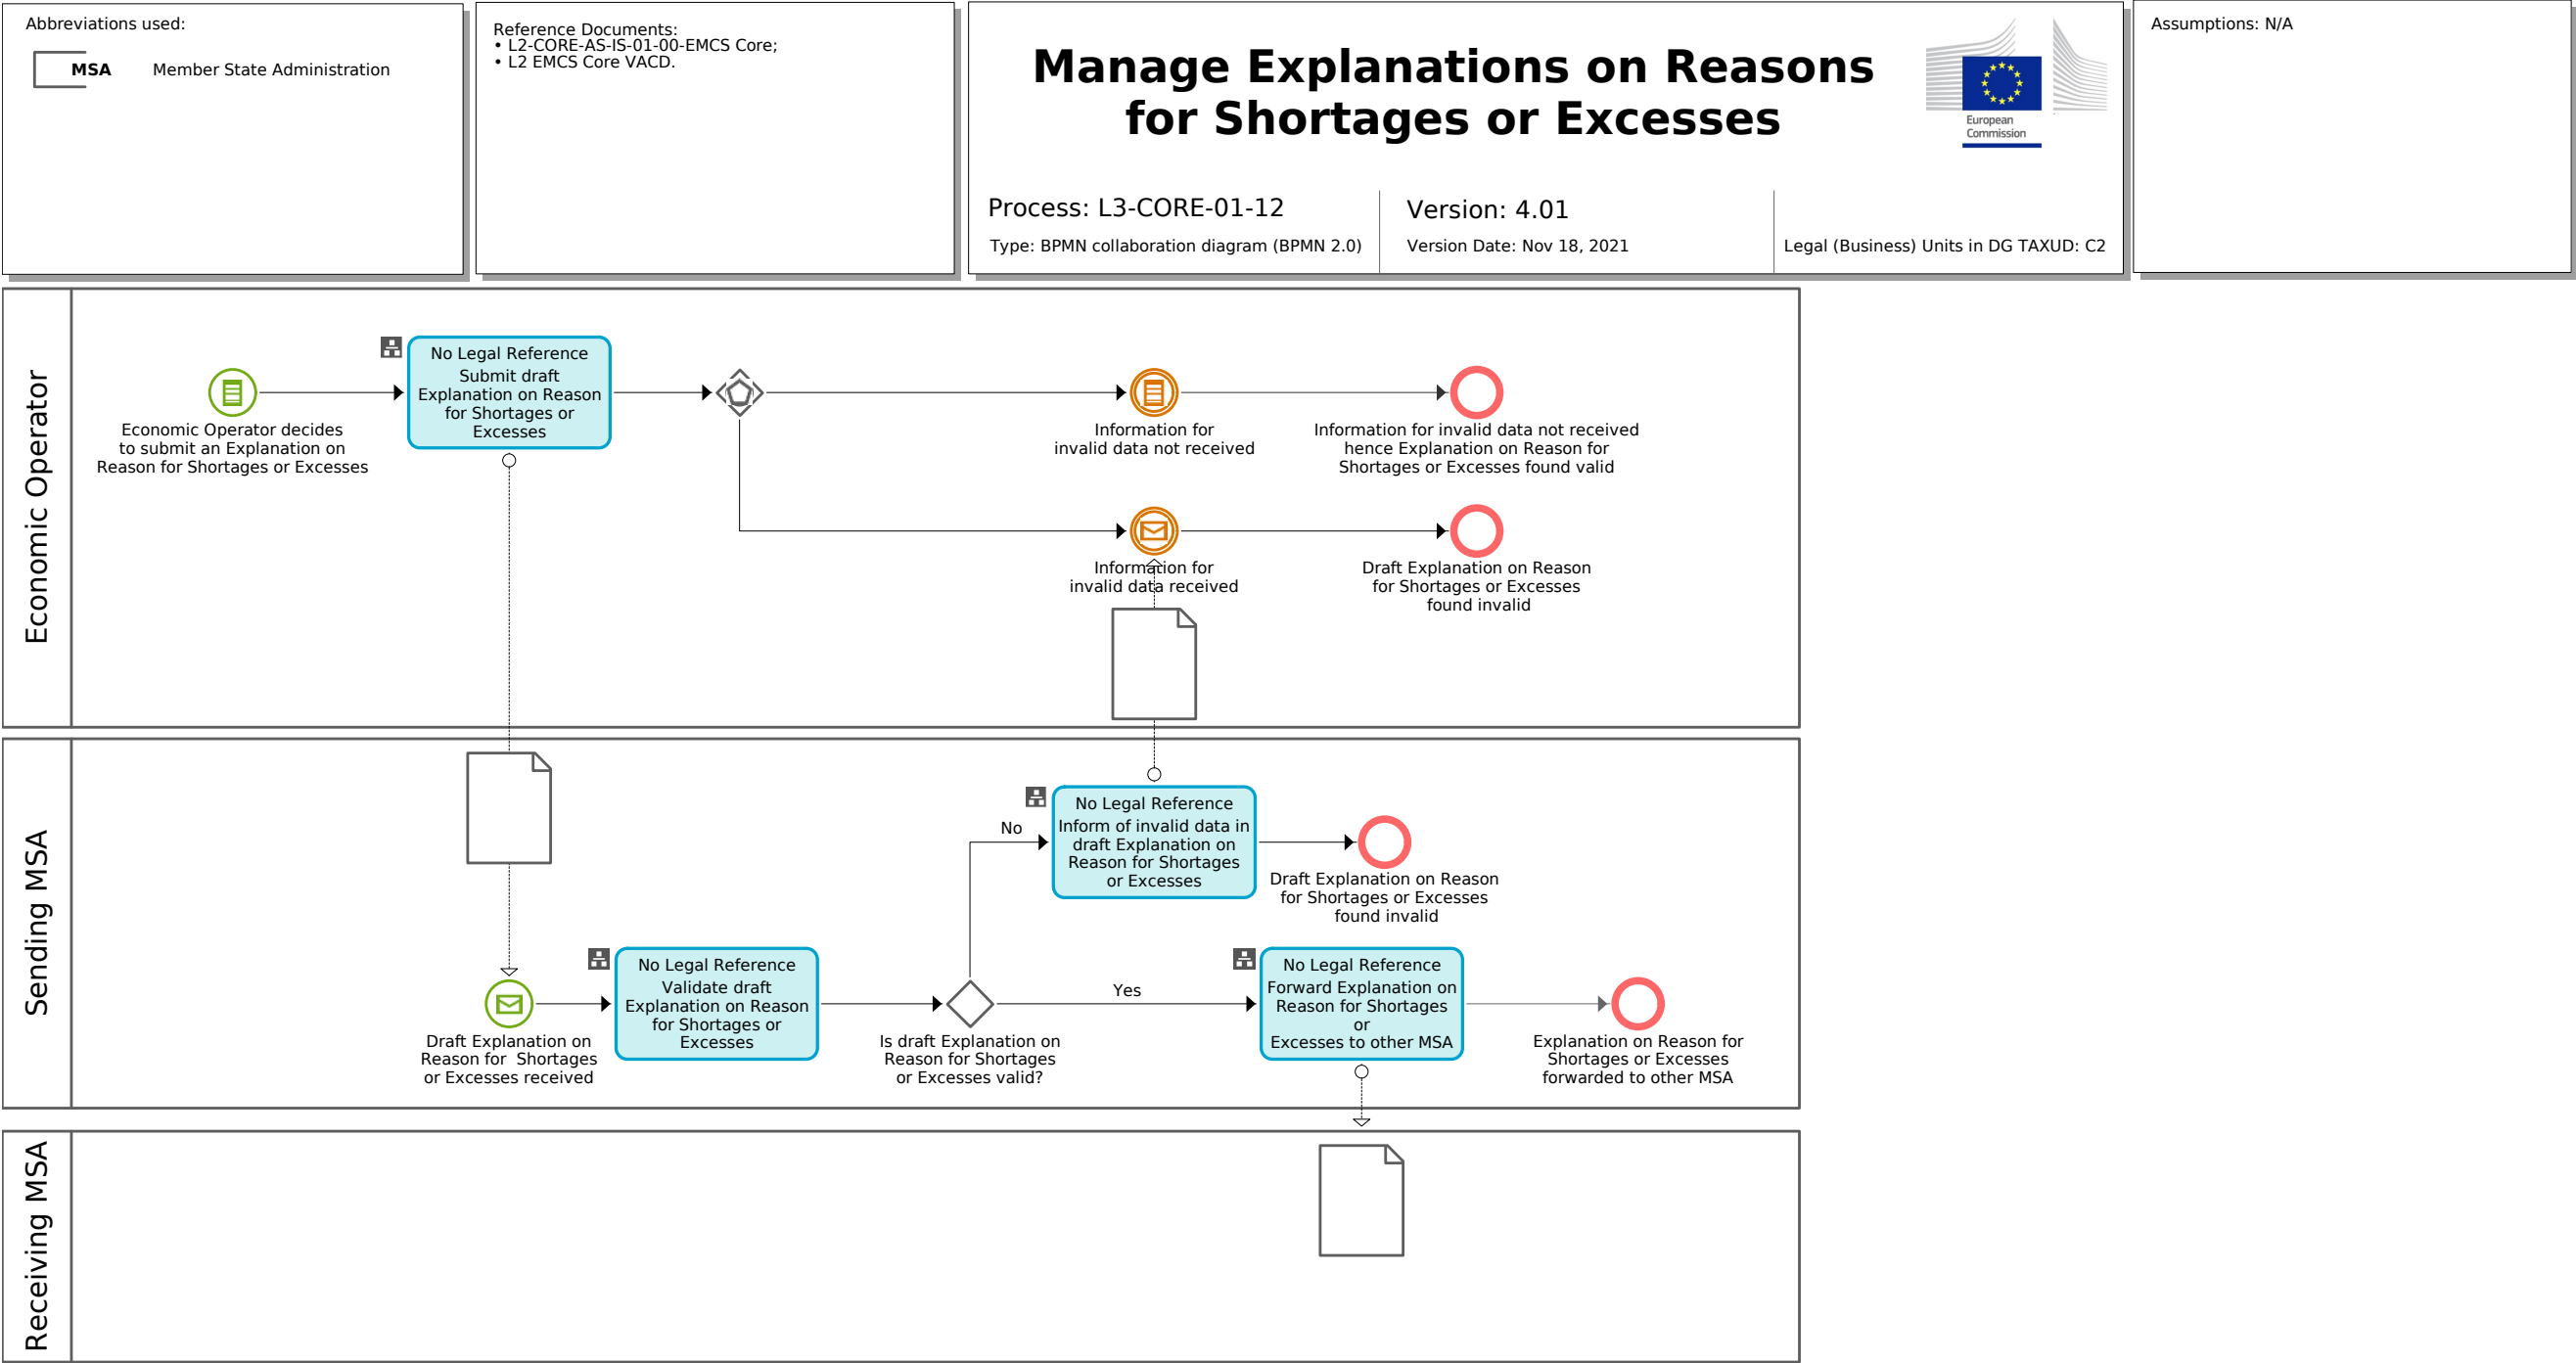 Abbreviations used:
MSA Member State Administration
Reference Documents:
• L2-CORE-AS-IS-01-00-EMCS Core;
• L2 EMCS Core VACD.
Manage Explanations on Reasons
for Shortages or Excesses
European
Commission
Process: L3-CORE-01-12
Version: 4.01
Type: BPMN collaboration diagram (BPMN 2.0)
Version Date: Nov 18, 2021
Legal (Business) Units in DG TAXUD: C2
Assumptions: N/A
Economic Operator
Economic Operator decides
to submit an Explanation on
Reason for Shortages or Excesses
No Legal Reference
Submit draft
Explanation on Reason
for Shortages or
Excesses
Information for
invalid data not received
Information for invalid data not received
hence Explanation on Reason for
Shortages or Excesses found valid
Information for
invalid data received
Draft Explanation on Reason
for Shortages or Excesses
found invalid
Sending MSA
No
No Legal Reference
Inform of invalid data in
draft Explanation on
Reason for Shortages
or Excesses
Draft Explanation on Reason
for Shortages or Excesses
found invalid
Draft Explanation on
Reason for  Shortages
or Excesses received
No Legal Reference
Validate draft
Explanation on Reason
for Shortages or
Excesses
Is draft Explanation on
Reason for Shortages
or Excesses valid?
Yes
No Legal Reference
Forward Explanation on
Reason for Shortages
or
Excesses to other MSA
Explanation on Reason for
Shortages or Excesses
forwarded to other MSA
Receiving MSA